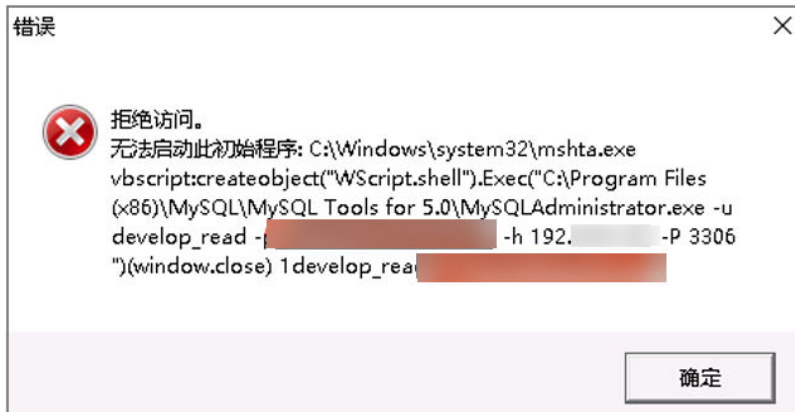 错误
拒绝访问。
无法启动此初始程序: C:\Windows\system32\mshta.exe
vbscript:createobject("WScript.shell").Exec("C:\Program Files
(x86)\MySQL\MySQL Tools for 5.0\MySQLAdministrator.exe -u
develop_read -p -h 192. -P 3306
")(window.close) 1develop_rea
确定